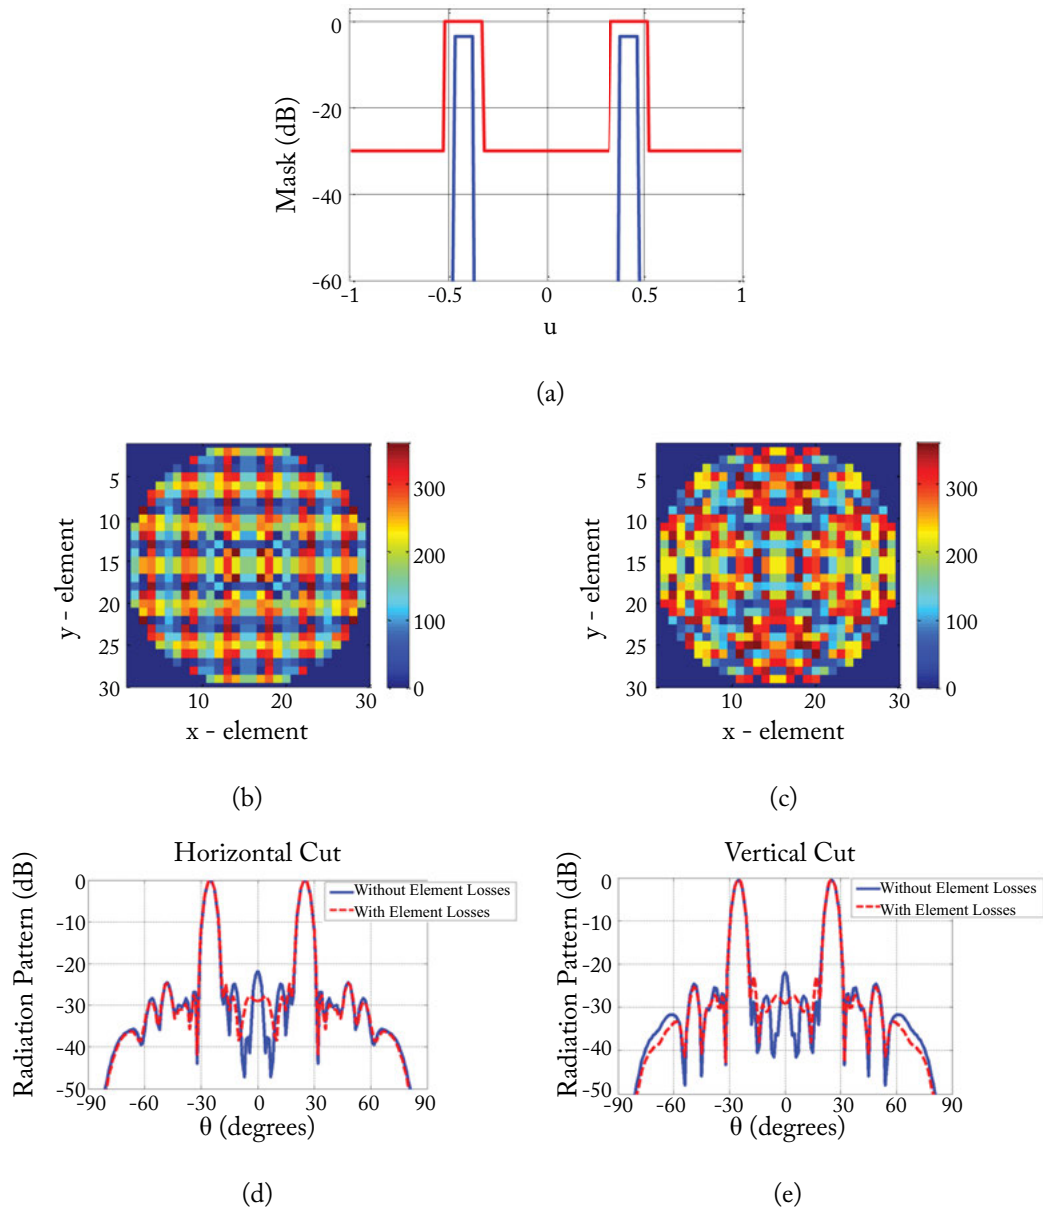 Mask (dB)
0
-20
-40
-60
-1
-0.5
0
0.5
1
u
(a)
y - element
5
10
15
20
25
30
10
20
30
x - element
300
200
100
0
(b)
y - element
5
10
15
20
25
30
10
20
30
x - element
300
200
100
0
(c)
Horizontal Cut
Radiation Pattern (dB)
0
-10
-20
-30
-40
-50
-90
-60
-30
0
30
60
90
θ (degrees)
Without Element Losses
With Element Losses
(d)
Vertical Cut
Radiation Pattern (dB)
0
-10
-20
-30
-40
-50
-90
-60
-30
0
30
60
90
θ (degrees)
Without Element Losses
With Element Losses
(e)